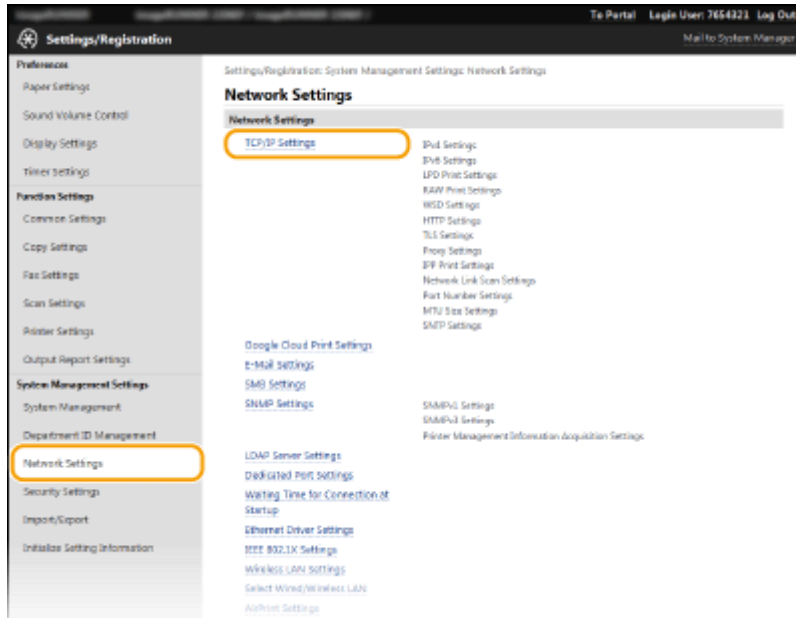 To Portal Login User: 7654321 Log Out
Settings/Registration
Mail to System Manager
Preferences
Paper Settings
Sound Volume Control
Display Settings
Timer Settings
Function Settings
Common Settings
Copy Settings
Fax Settings
Scan Settings
Printer Settings
Output Report Settings
System Management Settings
System Management
Department ID Management
Network Settings
Security Settings
Import/Export
Initialize Setting Information
Settings/Registration: System Management Settings: Network Settings
Network Settings
Network Settings
TCP/IP Settings
IPv4 Settings
IPv6 Settings
LPD Print Settings
RAW Print Settings
WSD Settings
HTTP Settings
TLS Settings
Proxy Settings
IPP Print Settings
Network Link Scan Settings
Port Number Settings
MTU Size Settings
SNTP Settings
Google Cloud Print Settings
E-Mail Settings
SMB Settings
SNMP Settings
SNMPv1 Settings
SNMPv3 Settings
Printer Management Information Acquisition Settings
LDAP Server Settings
Dedicated Port Settings
Waiting Time for Connection at
Startup
Ethernet Driver Settings
IEEE 802.1X Settings
Wireless LAN Settings
Select Wired/Wireless LAN
AirPrint Settings